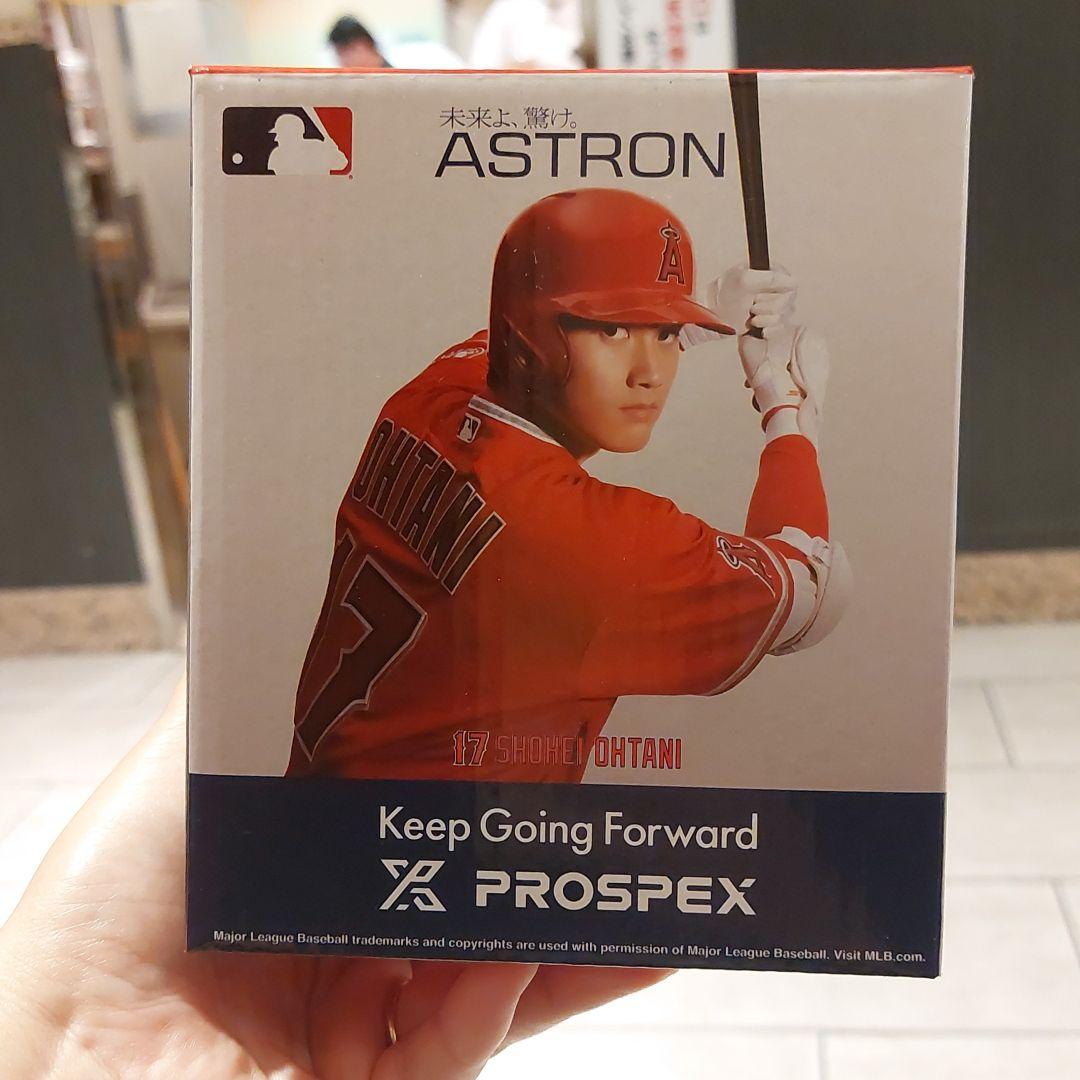 未来よ、驚け。
ASTRON
A
OHTANI
17
A
17 SHOHEI OHTANI
Keep Going Forward
PROSPEX
Major League Baseball trademarks and copyrights are used with permission of Major League Baseball. Visit MLB.com.